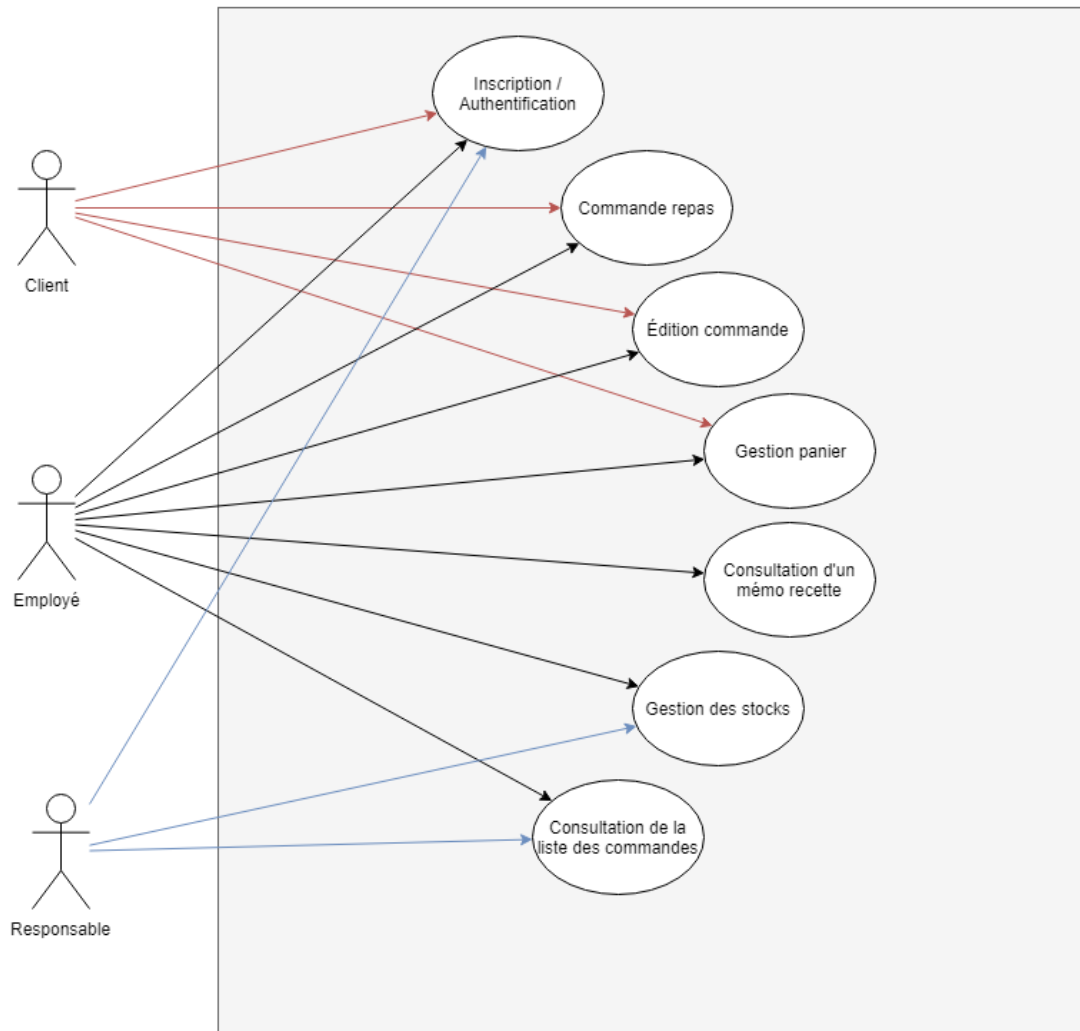 Inscription /
Authentification
Commande repas
Client
Édition commande
Gestion panier
Consultation d'un
mémo recette
Employé
Gestion des stocks
Consultation de la
liste des commandes
Responsable